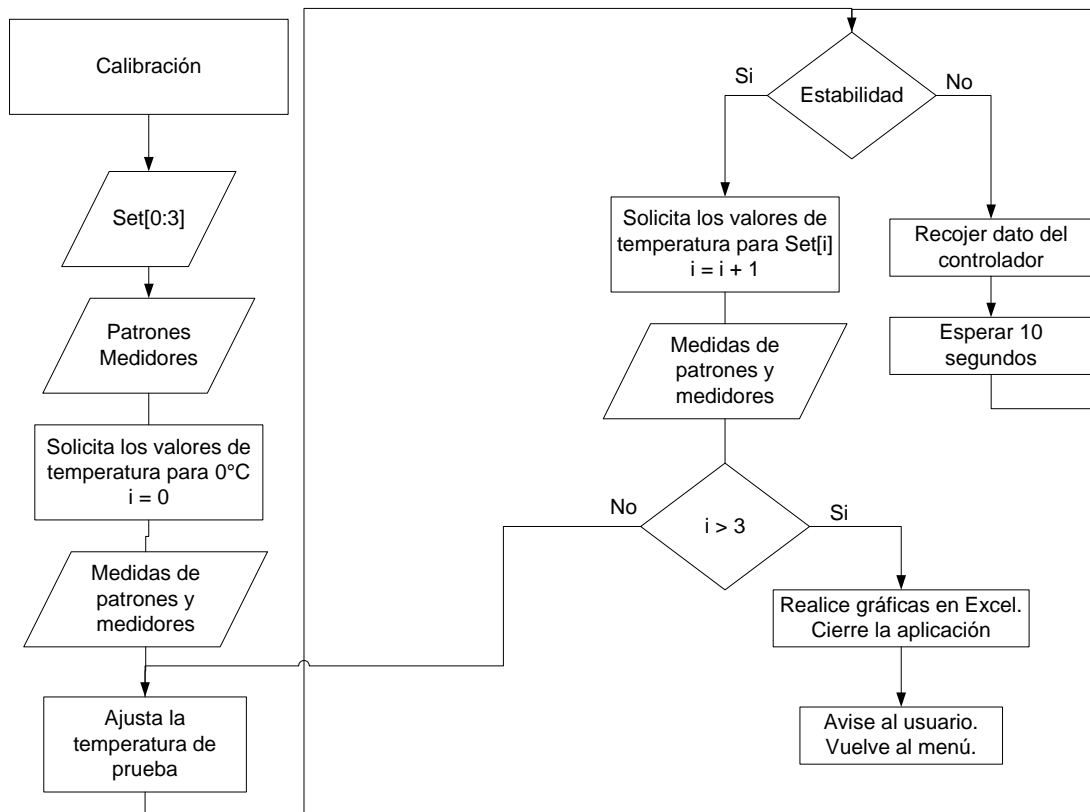 Calibración
Set[0:3]
Patrones
Medidores
Solicita los valores de
temperatura para 0°C
i = 0
Medidas de
patrones y
medidores
Ajusta la
temperatura de
prueba
Estabilidad
Si
No
Solicita los valores de
temperatura para Set[i]
i = i + 1
Medidas de
patrones y
medidores
Recojer dato del
controlador
Esperar 10
segundos
i > 3
No
Si
Realice gráficas en Excel.
Cierre la aplicación
Avise al usuario.
Vuelve al menú.